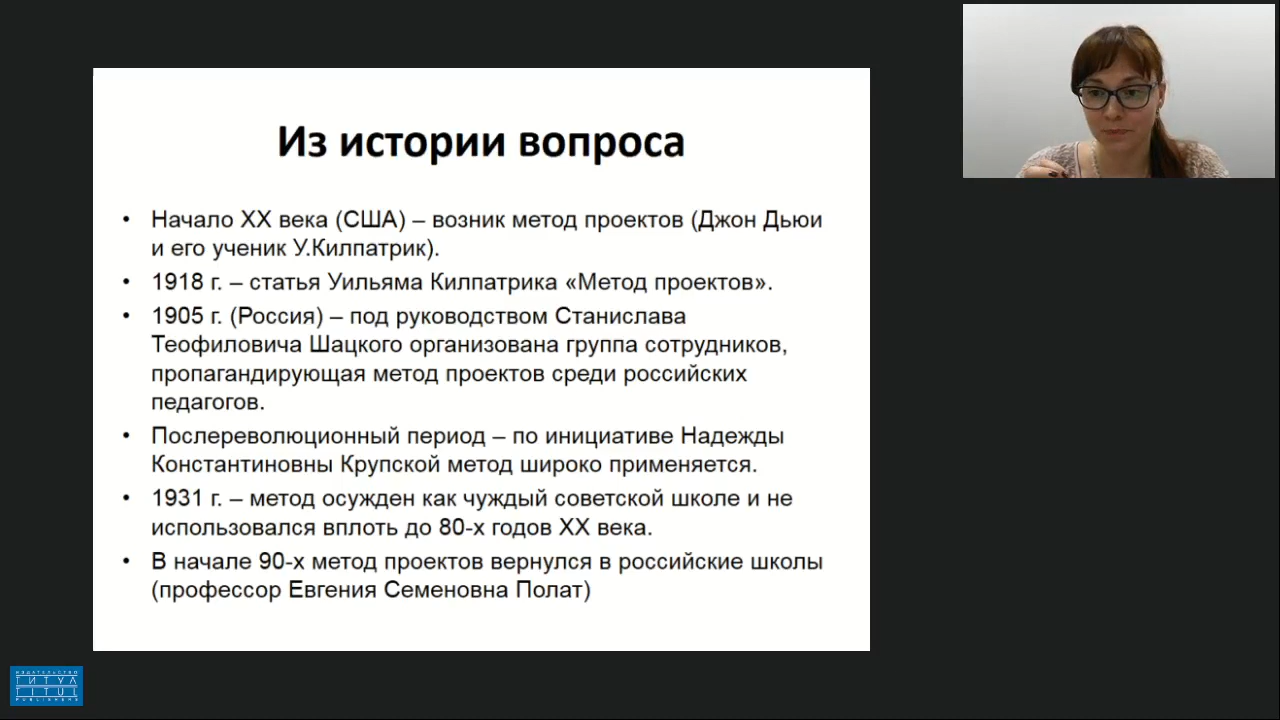 Из истории вопроса
• Начало XX века (США) – возник метод проектов (Джон Дьюи
и его ученик У.Килпатрик).
• 1918 г. – статья Уильяма Килпатрика «Метод проектов».
• 1905 г. (Россия) – под руководством Станислава
Теофиловича Шацкого организована группа сотрудников,
пропагандирующая метод проектов среди российских
педагогов.
• Послереволюционный период – по инициативе Надежды
Константиновны Крупской метод широко применяется.
• 1931 г. – метод осужден как чуждый советской школе и не
использовался вплоть до 80-х годов XX века.
• В начале 90-х метод проектов вернулся в российские школы
(профессор Евгения Семеновна Полат)
ИЗДАТЕЛЬСТВО
ТИТУЛ
TITUL
PUBLISHERS